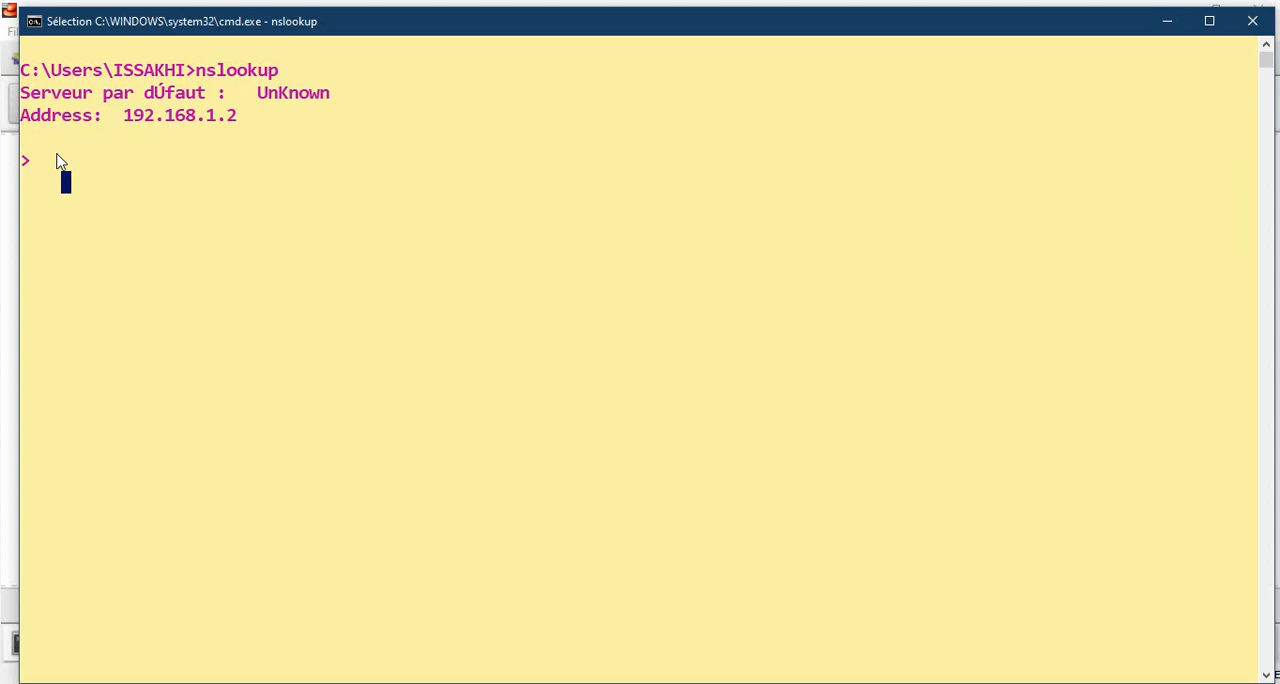 Sélection C:\WINDOWS\system32\cmd.exe - nslookup
C:\Users\ISSAKHI>nslookup
Serveur par dÚfaut :   UnKnown
Address:  192.168.1.2
>